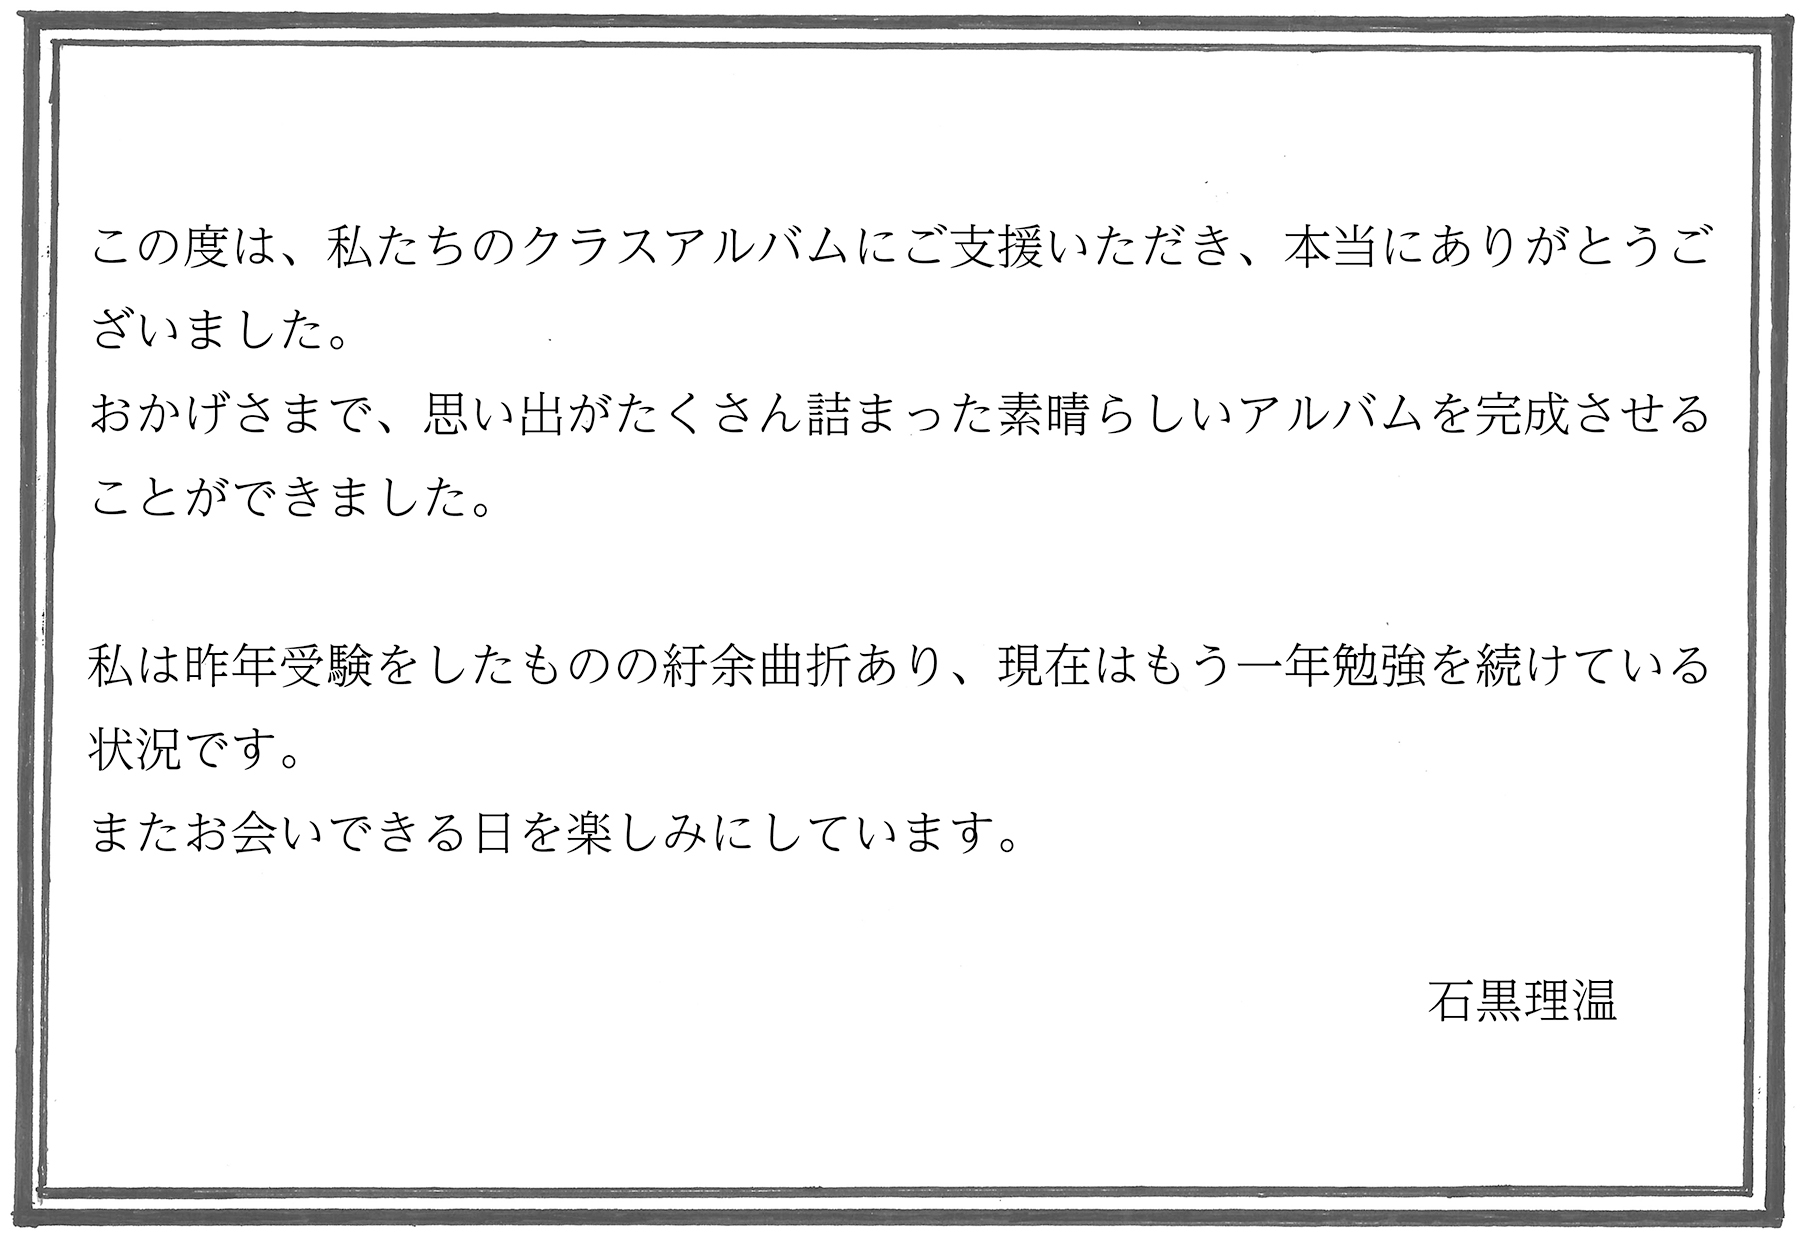 この度は、私たちのクラスアルバムにご支援いただき、本当にありがとうご
ざいました。
おかげさまで、思い出がたくさん詰まった素晴らしいアルバムを完成させる
ことができました。
私は昨年受験をしたものの紆余曲折あり、現在はもう一年勉強を続けている
状況です。
またお会いできる日を楽しみにしています。
石黒理温